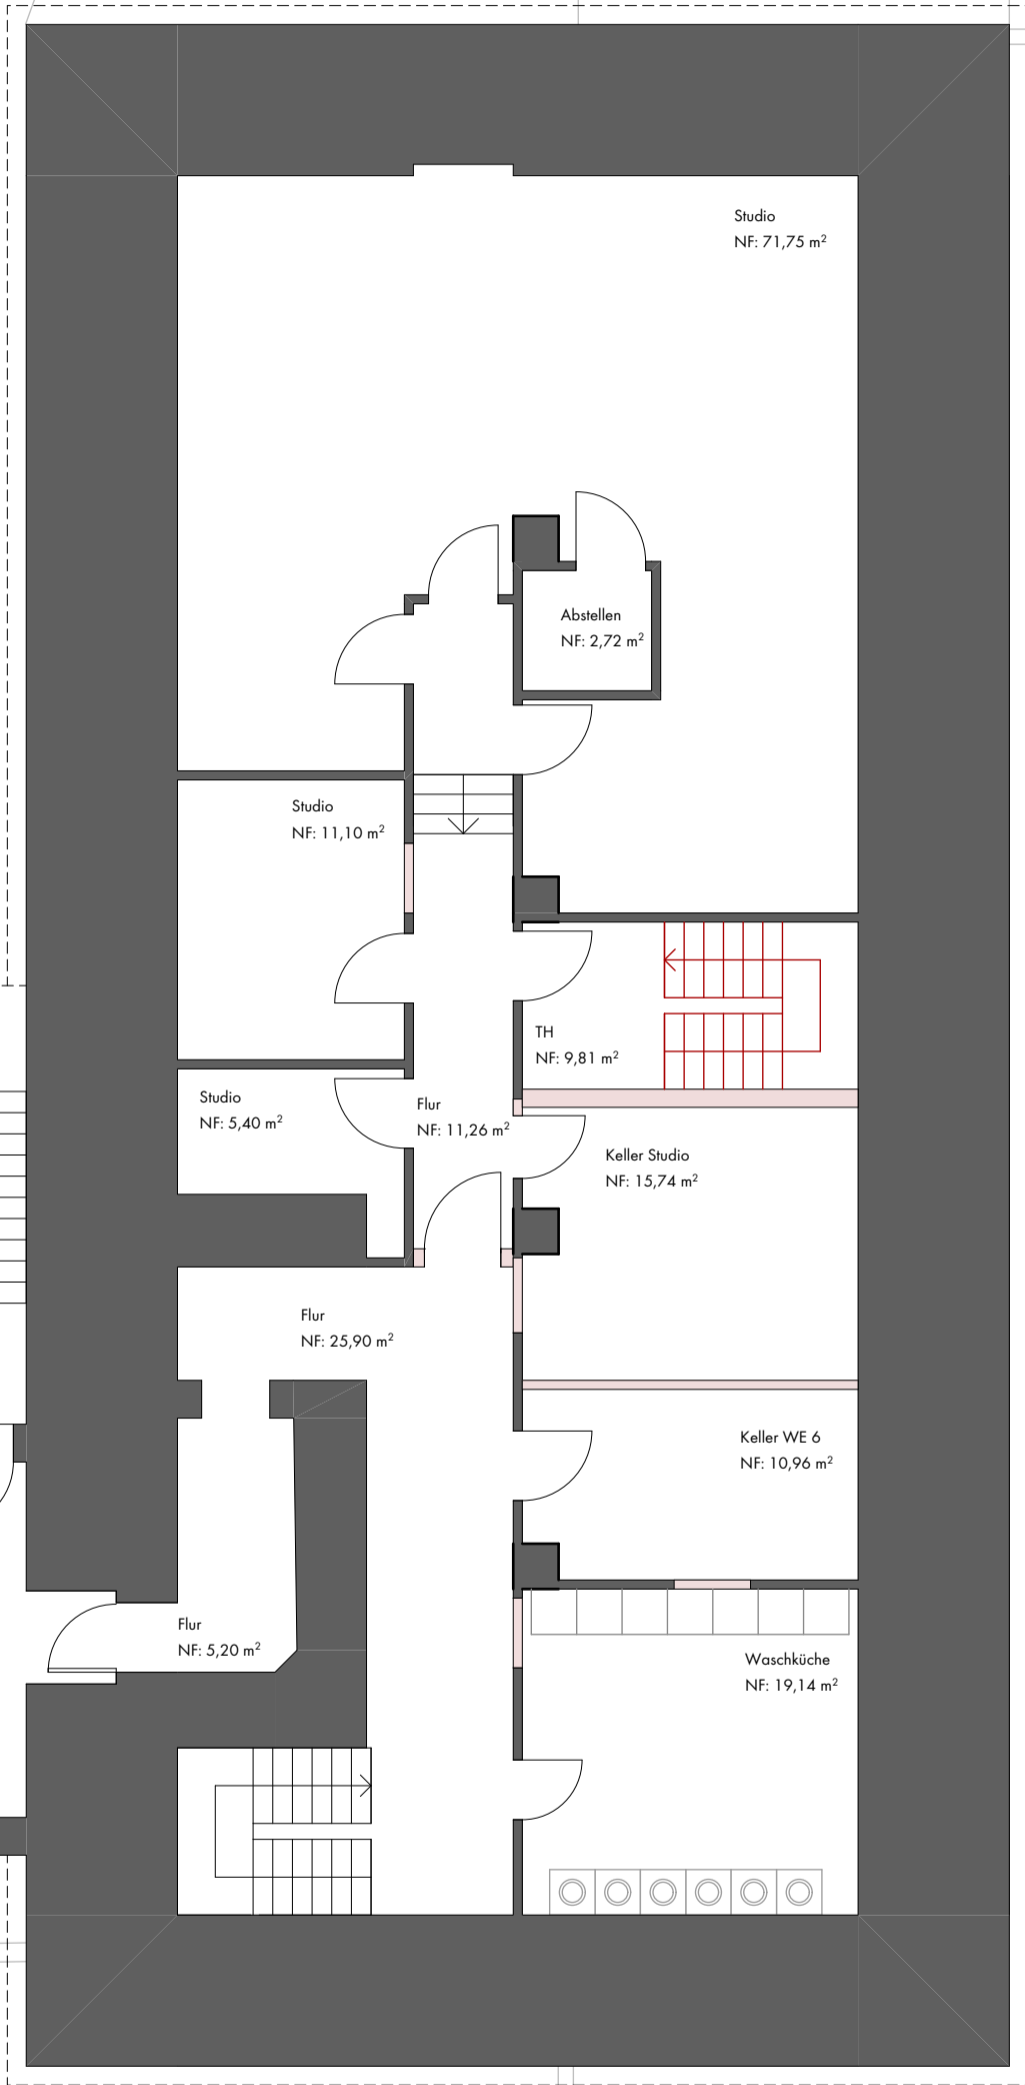 Studio
NF: 71,75 m²
Abstellen
NF: 2,72 m²
Studio
NF: 11,10 m²
TH
NF: 9,81 m²
Studio
NF: 5,40 m²
Flur
NF: 11,26 m²
Keller Studio
NF: 15,74 m²
Flur
NF: 25,90 m²
Keller WE 6
NF: 10,96 m²
Flur
NF: 5,20 m²
Waschküche
NF: 19,14 m²